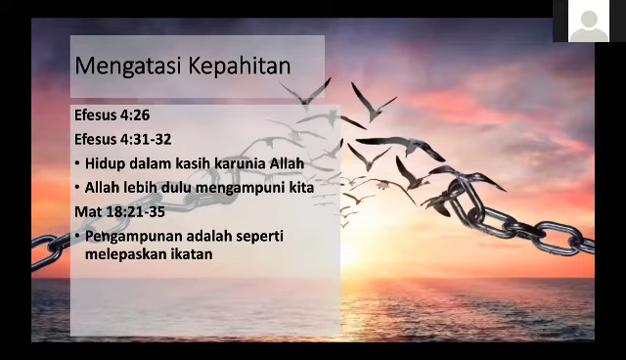 Mengatasi Kepahitan
Efesus 4:26
Efesus 4:31-32
• Hidup dalam kasih karunia Allah
• Allah lebih dulu mengampuni kita
Mat 18:21-35
• Pengampunan adalah seperti
melepaskan ikatan